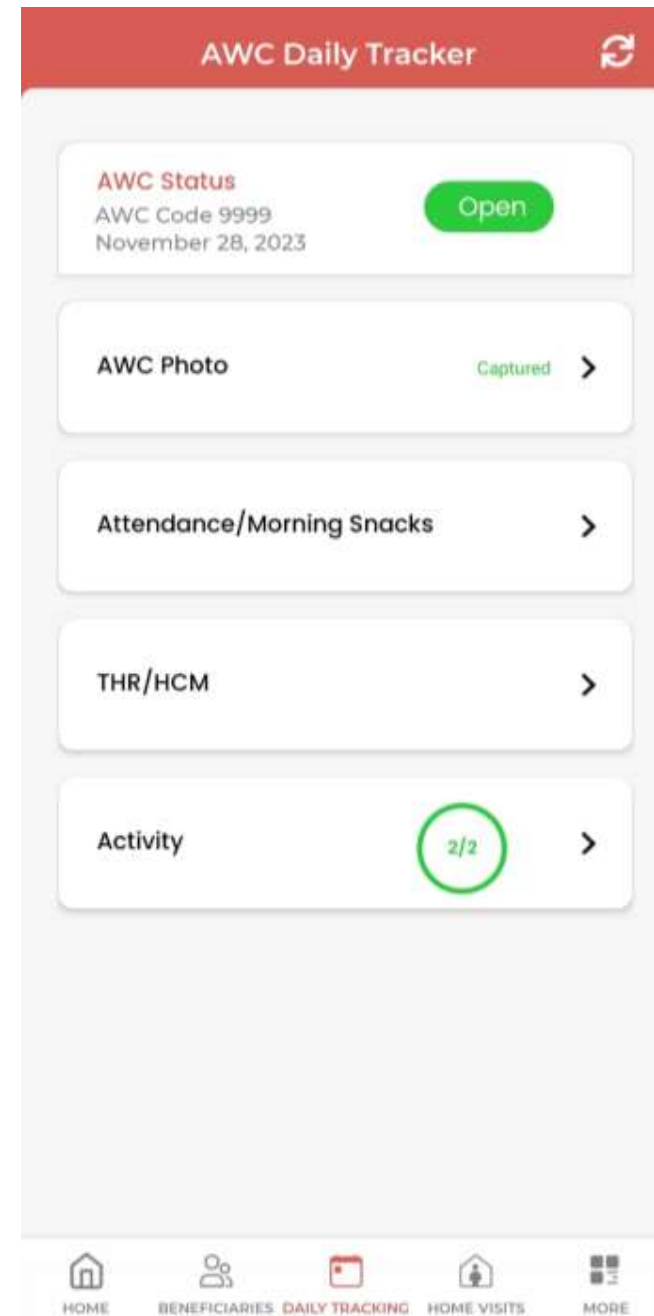 AWC Daily Tracker
AWC Status
Open
AWC Code 9999
November 28, 2023
AWC Photo
Captured
Attendance/Morning Snacks
THR/HCM
Activity
2/2
HOME
BENEFICIARIES
DAILY TRACKING
HOME VISITS
MORE